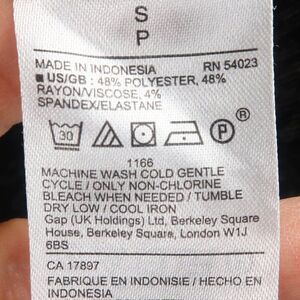 S
P
MADE IN INDONESIA RN 54023
■ US/GB : 48% POLYESTER, 48%
RAYON/VISCOSE, 4%
SPANDEX/ELASTANE
30 P ®
1166
MACHINE WASH COLD GENTLE
CYCLE / ONLY NON-CHLORINE
BLEACH WHEN NEEDED / TUMBLE
DRY LOW / COOL IRON
Gap (UK Holdings) Ltd, Berkeley Square
House, Berkeley Square, London W1J
6BS
CA 17897
FABRIQUE EN INDONISIE / HECHO EN
INDONESIA